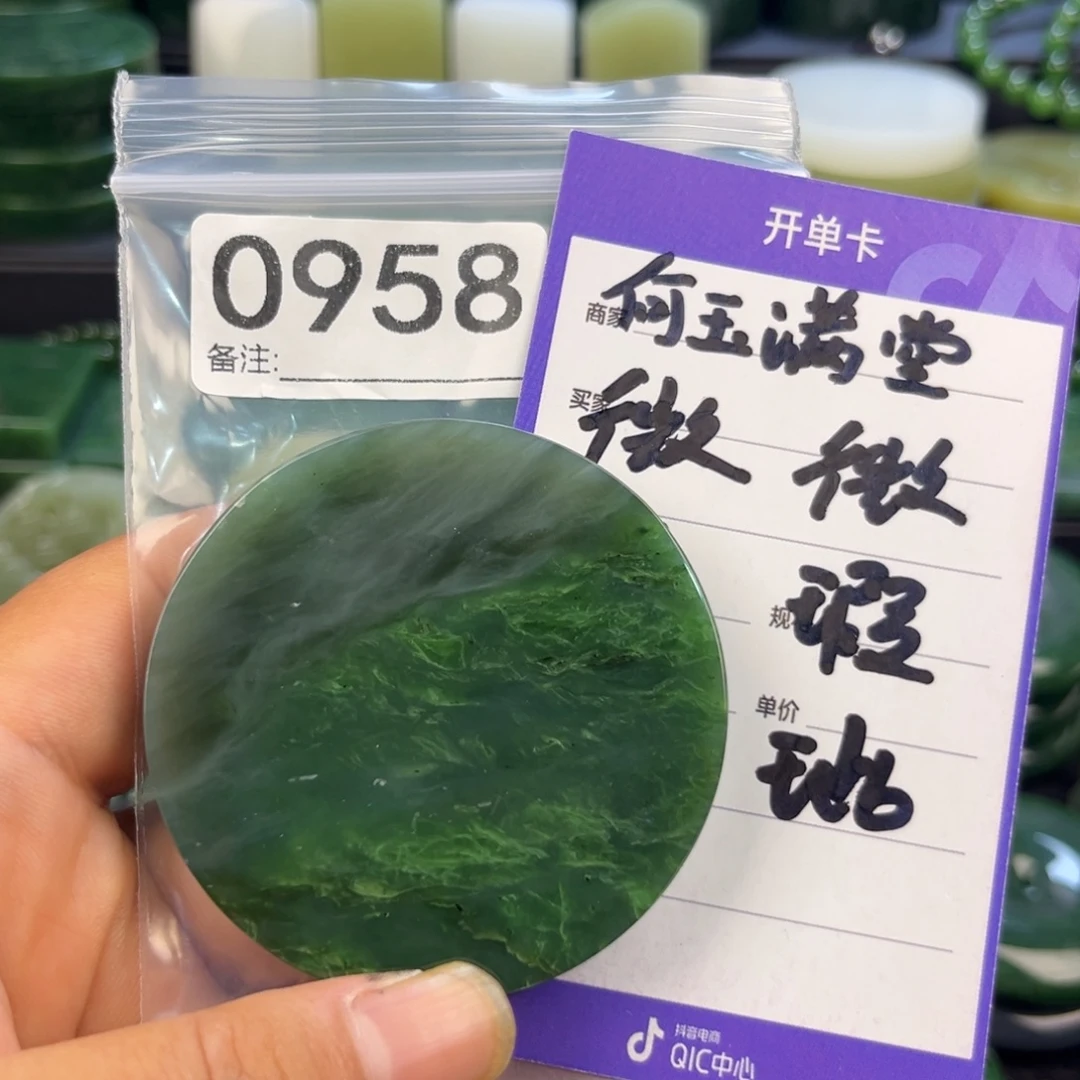 0958
备注:
开单卡
商家 何玉满堂
买家 微微
规格
单价
抖音电商
QIC中心